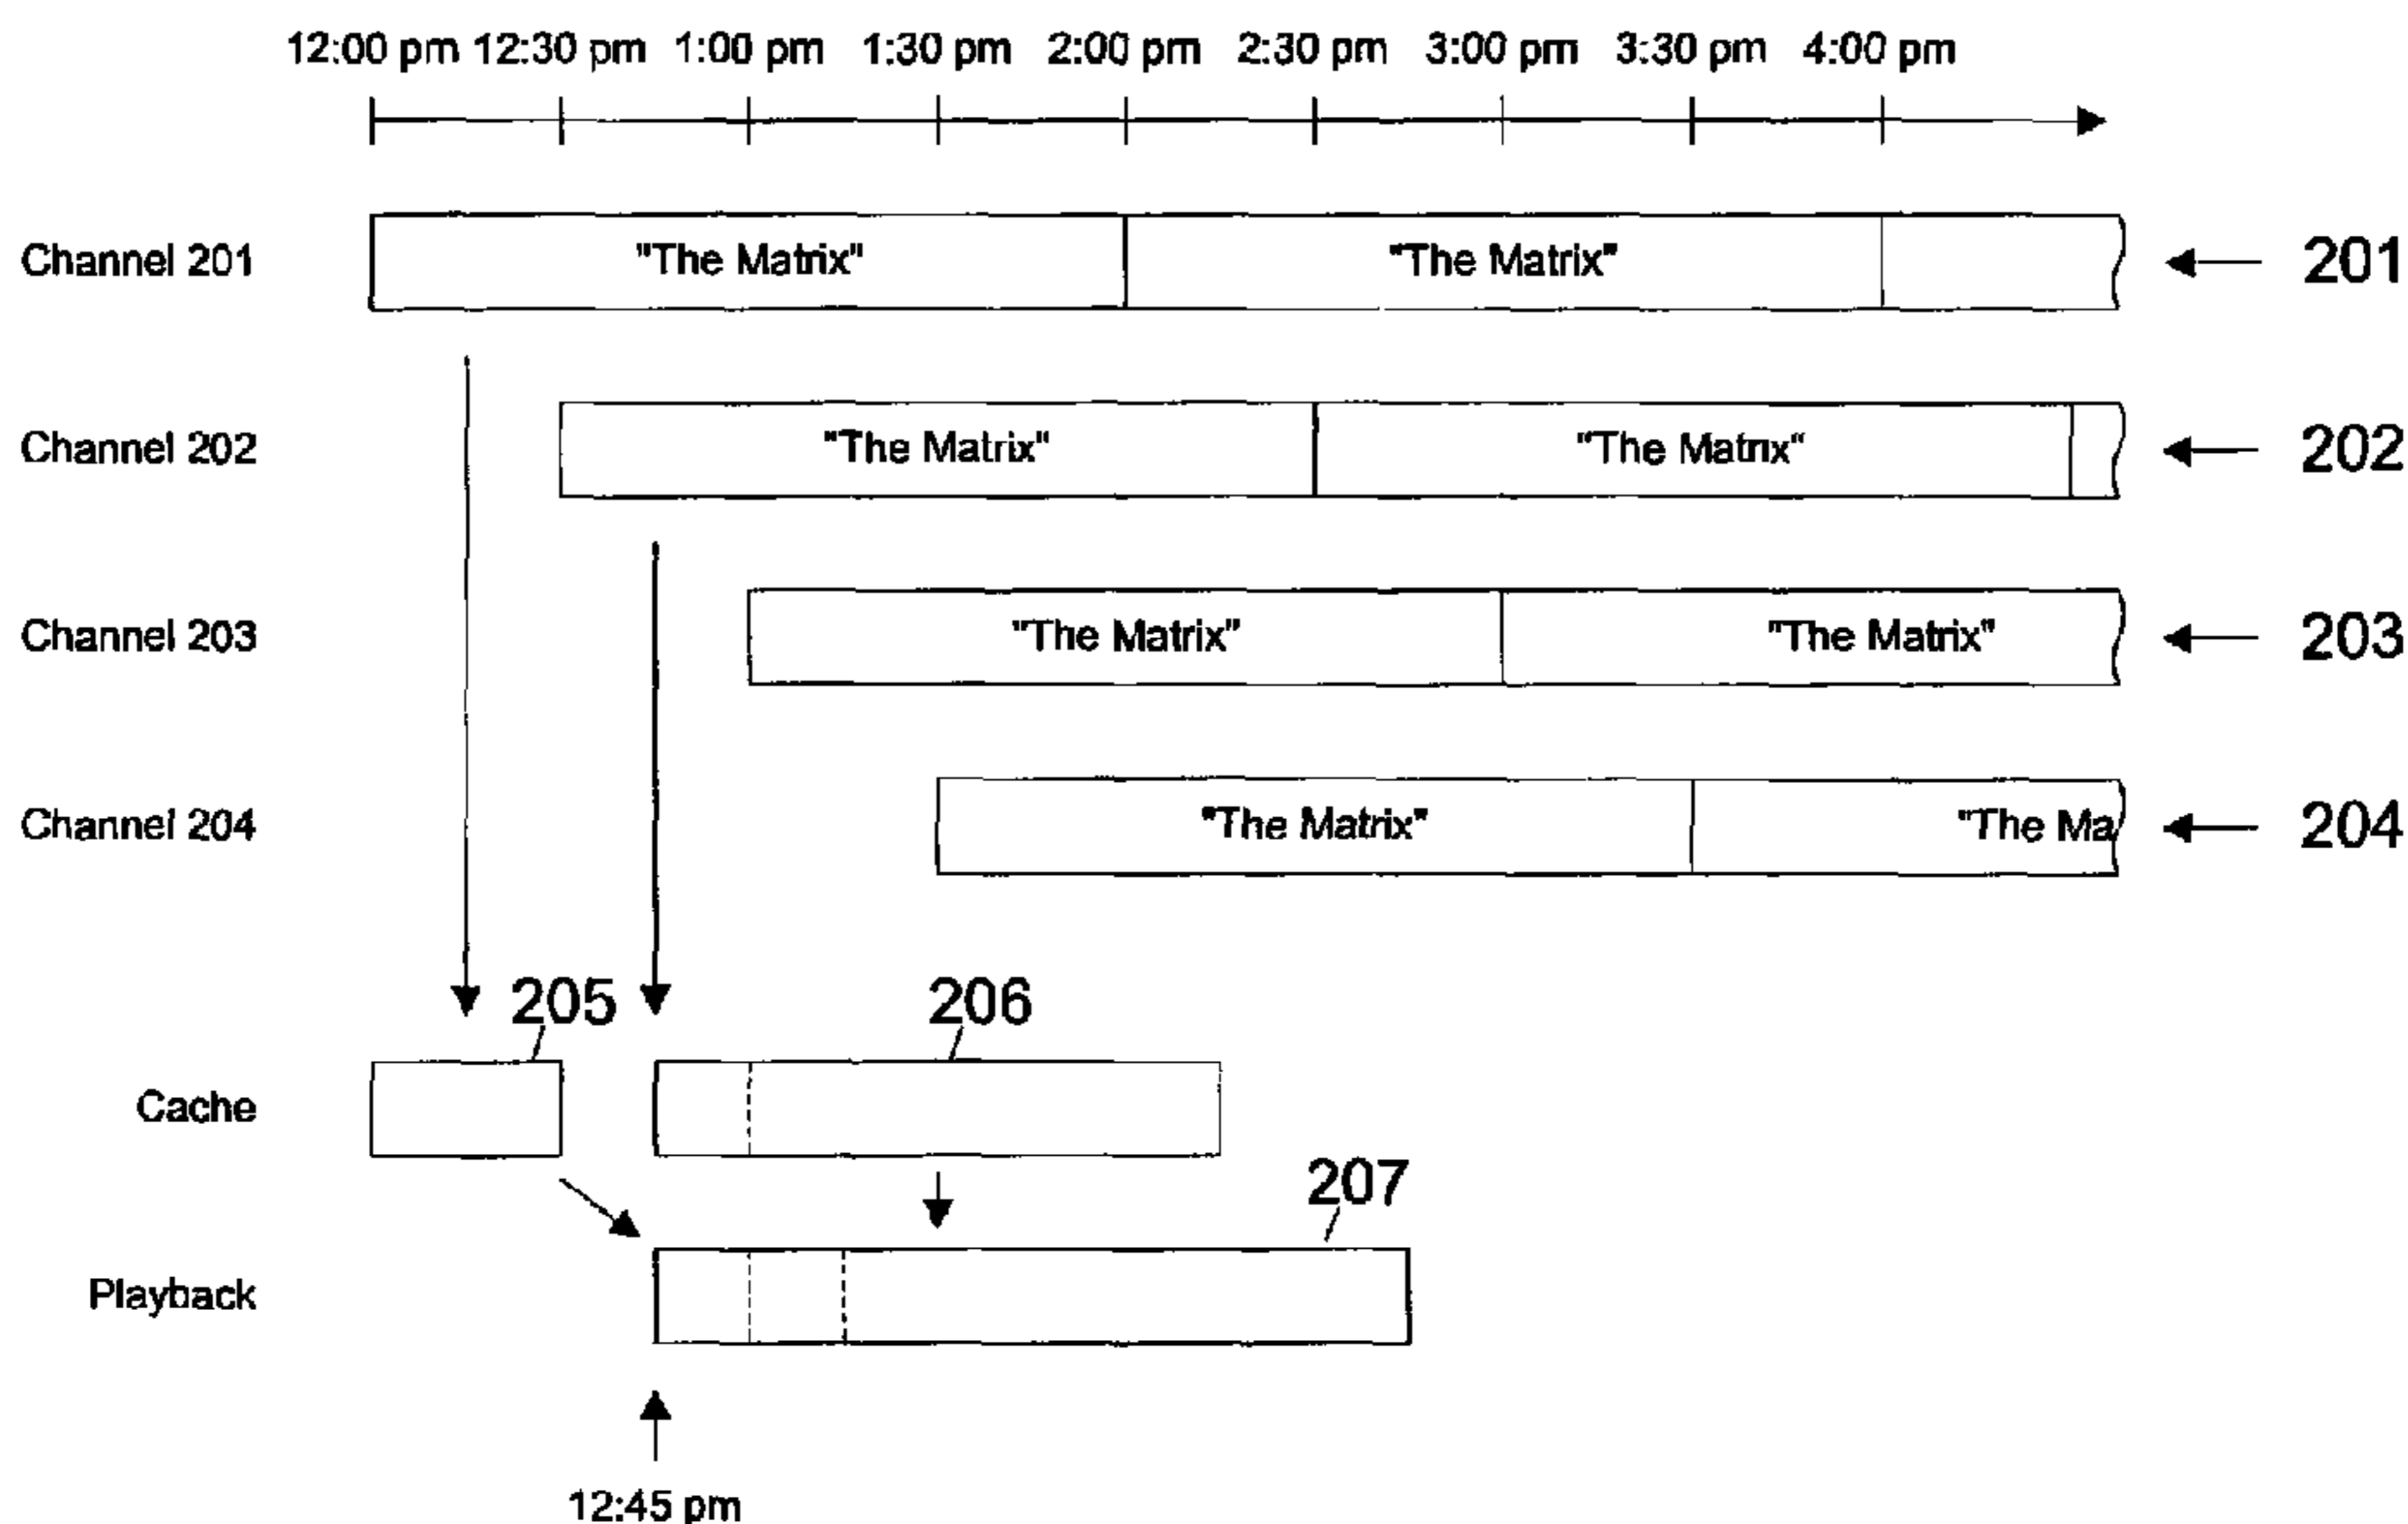 12:00 pm 12:30 pm 1:00 pm 1:30 pm 2:00 pm 2:30 pm 3:00 pm 3:30 pm 4:00 pm
Channel 201 "The Matrix" "The Matrix" 201
Channel 202 "The Matrix" "The Matrix" 202
Channel 203 "The Matrix" "The Matrix" 203
Channel 204 "The Matrix" "The Ma 204
205 206
Cache
207
Playback
12:45 pm